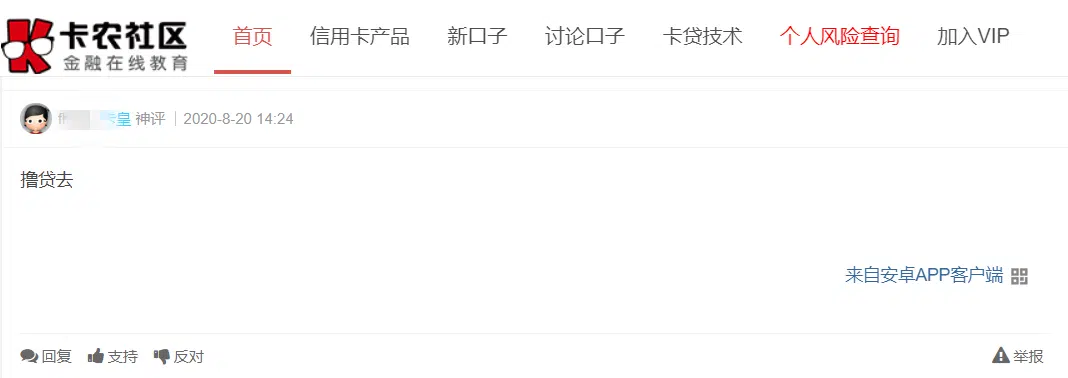 卡农社区
金融在线教育
首页 信用卡产品 新口子 讨论口子 卡贷技术 个人风险查询 加入VIP
皇 神评 | 2020-8-20 14:24
撸贷去
来自安卓APP客户端
回复 支持 反对 举报